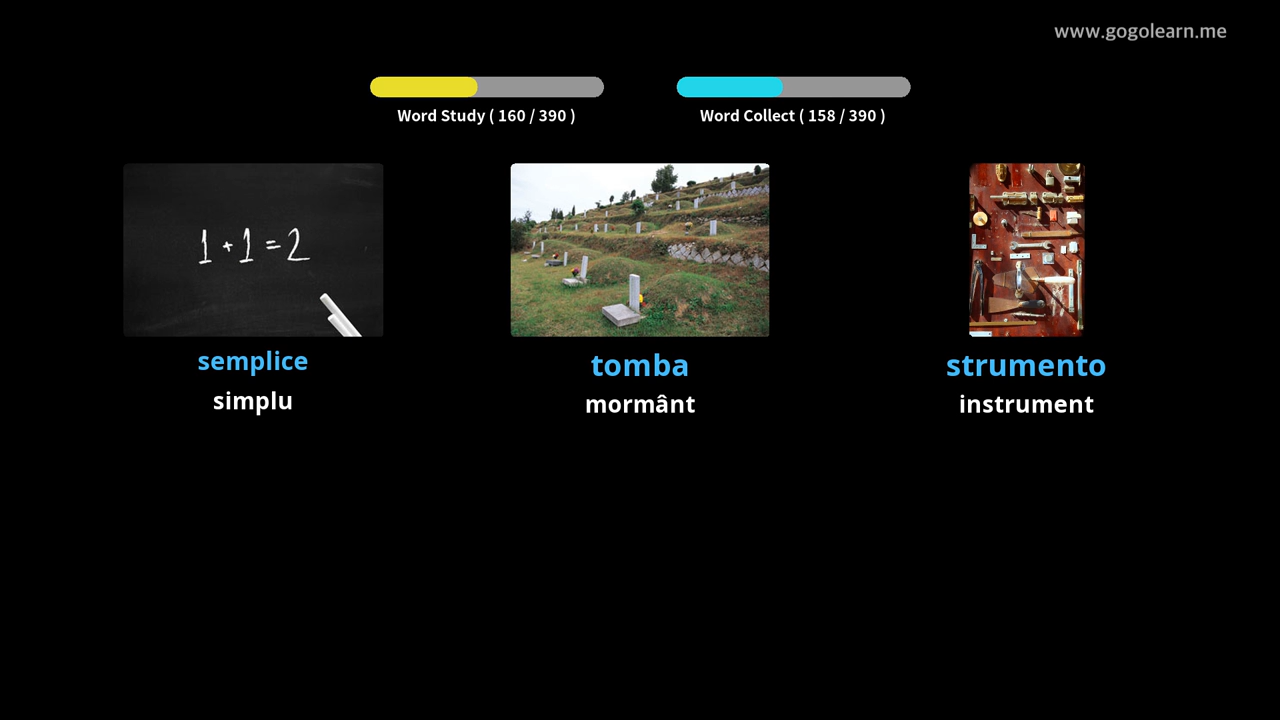 www.gogolearn.me
Word Study ( 160 / 390 )
Word Collect ( 158 / 390 )
1 + 1 = 2
semplice
simplu
tomba
mormânt
strumento
instrument